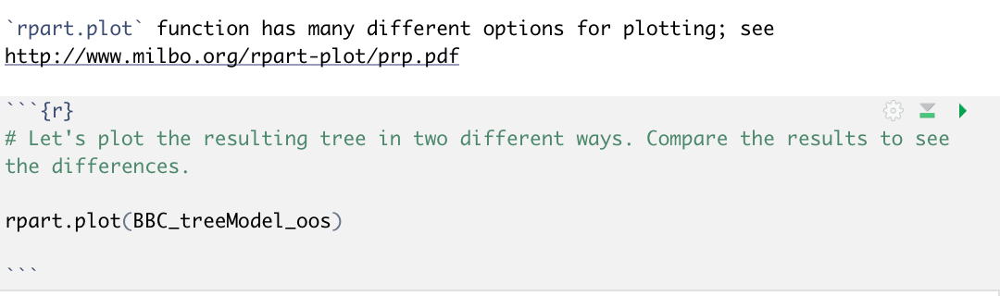 `rpart.plot` function has many different options for plotting; see
http://www.milbo.org/rpart-plot/prp.pdf
```{r}
# Let's plot the resulting tree in two different ways. Compare the results to see
the differences.
rpart.plot(BBC_treeModel_oos)
```